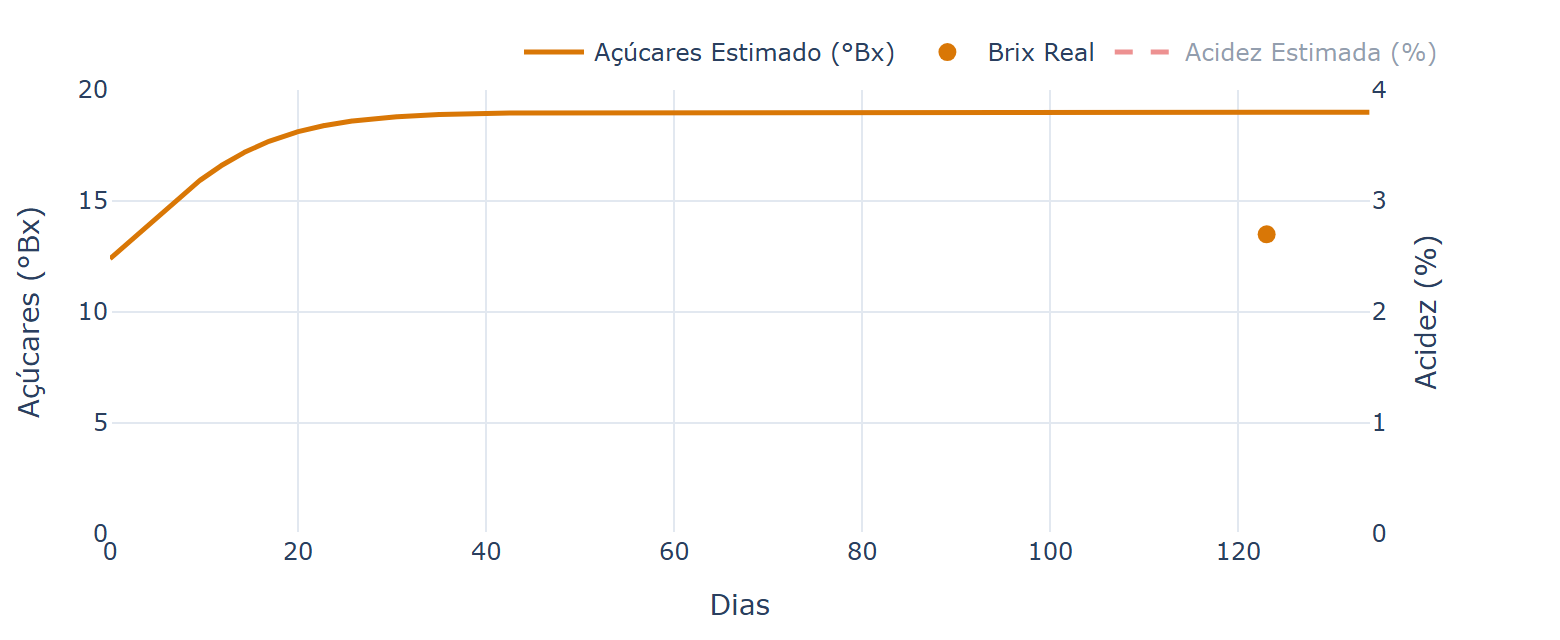 Açúcares Estimado (°Bx) Brix Real Acidez Estimada (%)
20
15
10
5
0
Açúcares (°Bx)
4
3
2
1
0
Acidez (%)
0 20 40 60 80 100 120
Dias